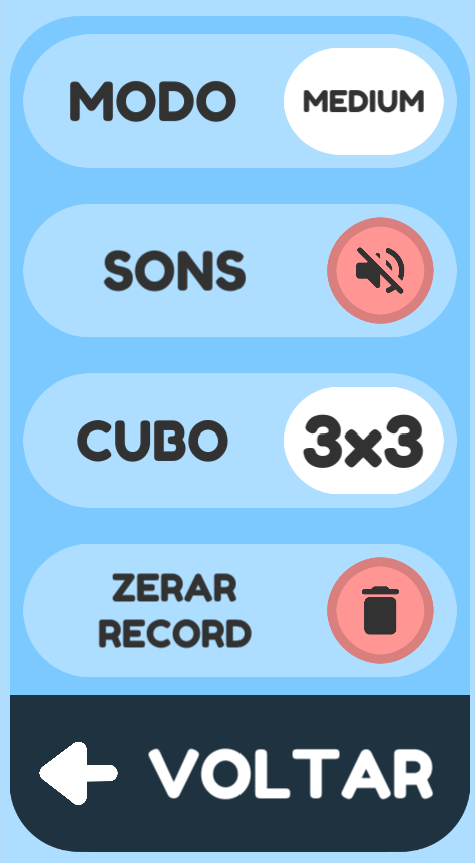 MODO MEDIUM
SONS
CUBO 3x3
ZERAR
RECORD
VOLTAR